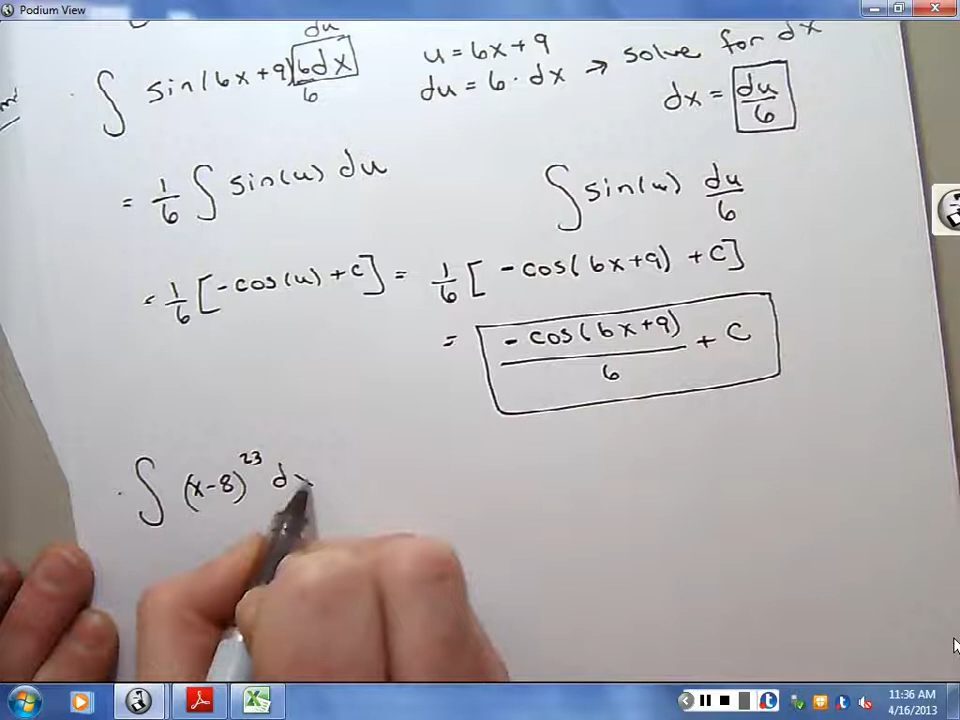 Podium View
du
∫ sin(6x+9) 6dx/6 u = 6x+9 → solve for dx
du = 6·dx dx = du/6
= 1/6 ∫ sin(u) du ∫ sin(u) du/6
= 1/6 [-cos(u) + C] = 1/6 [-cos(6x+9) + C]
= -cos(6x+9)/6 + C
· ∫ (x-8)^23 dx
11:36 AM
4/16/2013